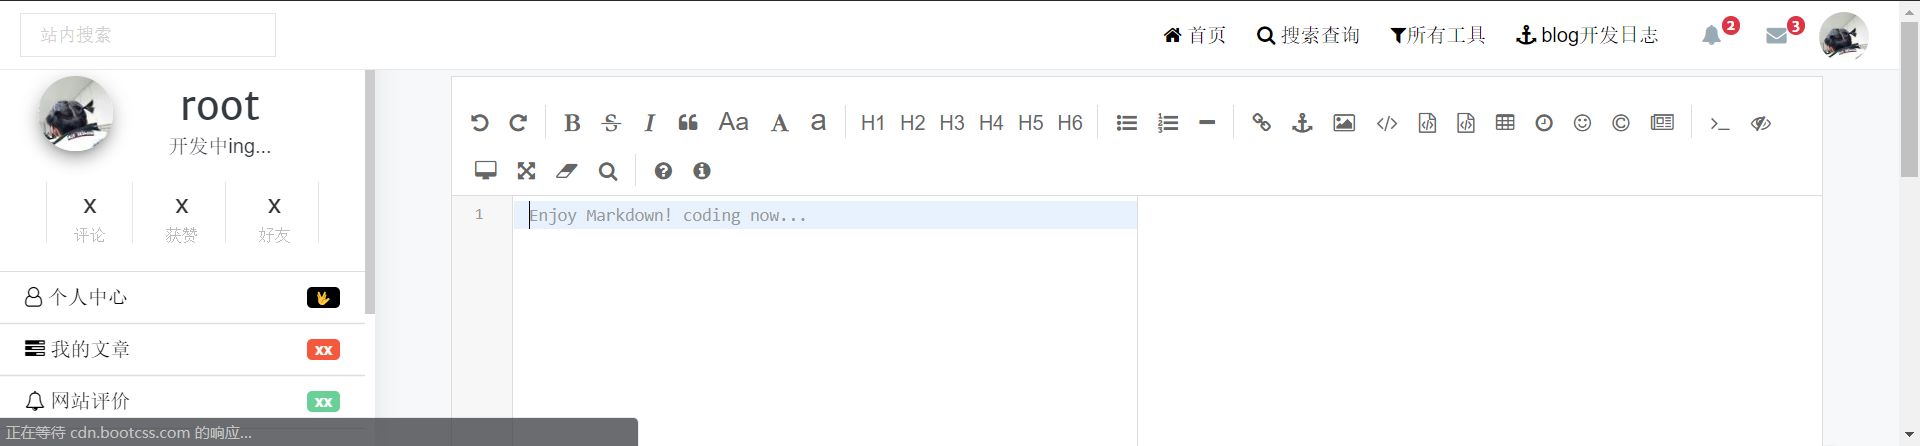 站内搜索
首页 搜索查询 所有工具 blog开发日志 2 3
root
开发中ing...
x x x
评论 获赞 好友
个人中心
我的文章 xx
网站评价 xx
B S I Aa A a H1 H2 H3 H4 H5 H6
1 Enjoy Markdown! coding now...
正在等待 cdn.bootcss.com 的响应...